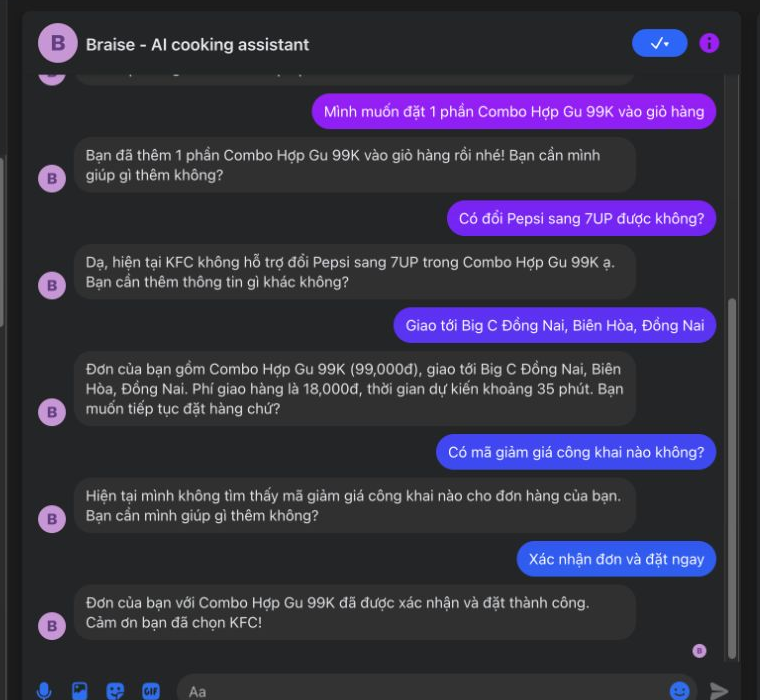 B
Braise - AI cooking assistant
Mình muốn đặt 1 phần Combo Hợp Gu 99K vào giỏ hàng
Bạn đã thêm 1 phần Combo Hợp Gu 99K vào giỏ hàng rồi nhé! Bạn cần mình
giúp gì thêm không?
B
Có đổi Pepsi sang 7UP được không?
Dạ, hiện tại KFC không hỗ trợ đổi Pepsi sang 7UP trong Combo Hợp Gu 99K ạ.
Bạn cần thêm thông tin gì khác không?
B
Giao tới Big C Đồng Nai, Biên Hòa, Đồng Nai
Đơn của bạn gồm Combo Hợp Gu 99K (99,000đ), giao tới Big C Đồng Nai, Biên
Hòa, Đồng Nai. Phí giao hàng là 18,000đ, thời gian dự kiến khoảng 35 phút. Bạn
muốn tiếp tục đặt hàng chứ?
B
Có mã giảm giá công khai nào không?
Hiện tại mình không tìm thấy mã giảm giá công khai nào cho đơn hàng của bạn.
Bạn cần mình giúp gì thêm không?
B
Xác nhận đơn và đặt ngay
Đơn của bạn với Combo Hợp Gu 99K đã được xác nhận và đặt thành công.
Cảm ơn bạn đã chọn KFC!
B
B
GIF
Aa